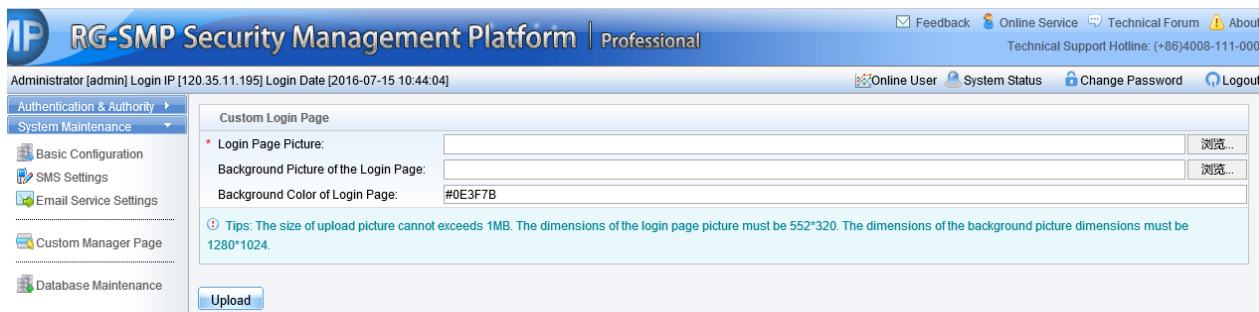 MP RG-SMP Security Management Platform | Professional
Feedback Online Service Technical Forum About
Technical Support Hotline: (+86)4008-111-000
Administrator [admin] Login IP [120.35.11.195] Login Date [2016-07-15 10:44:04]
Online User System Status Change Password Logout
Authentication & Authority
System Maintenance
Basic Configuration
SMS Settings
Email Service Settings
Custom Manager Page
Database Maintenance
Custom Login Page
* Login Page Picture: 浏览...
Background Picture of the Login Page: 浏览...
Background Color of Login Page: #0E3F7B
Tips: The size of upload picture cannot exceeds 1MB. The dimensions of the login page picture must be 552*320. The dimensions of the background picture dimensions must be
1280*1024.
Upload